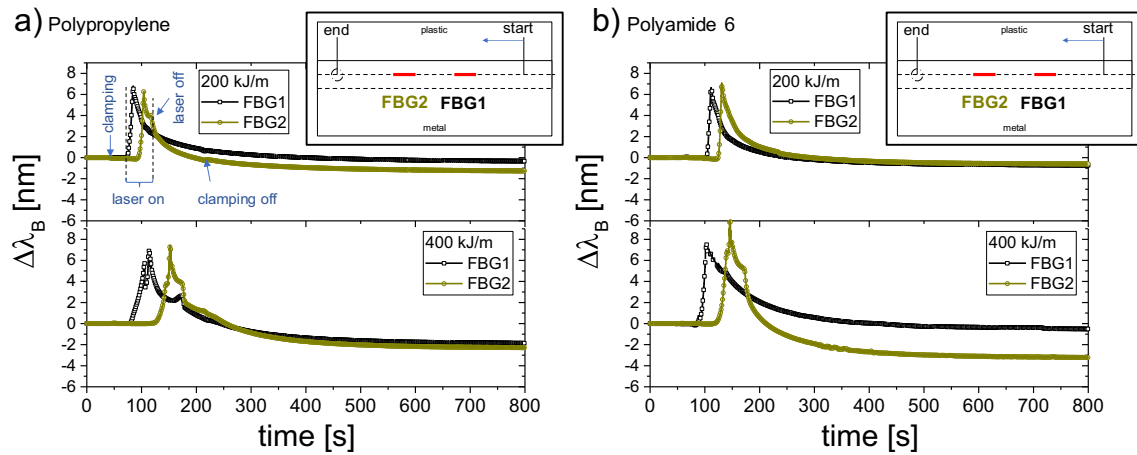 a) Polypropylene
end
plastic
start
FBG2 FBG1
metal
8
6
4
2
0
-2
-4
-6
clamping
laser off
200 kJ/m
FBG1
FBG2
laser on
clamping off
8
6
4
2
0
-2
-4
-6
400 kJ/m
FBG1
FBG2
0 100 200 300 400 500 600 700 800
time [s]
Δλ_B [nm]
b) Polyamide 6
end
plastic
start
FBG2 FBG1
metal
8
6
4
2
0
-2
-4
-6
200 kJ/m
FBG1
FBG2
8
6
4
2
0
-2
-4
-6
400 kJ/m
FBG1
FBG2
0 100 200 300 400 500 600 700 800
time [s]
Δλ_B [nm]